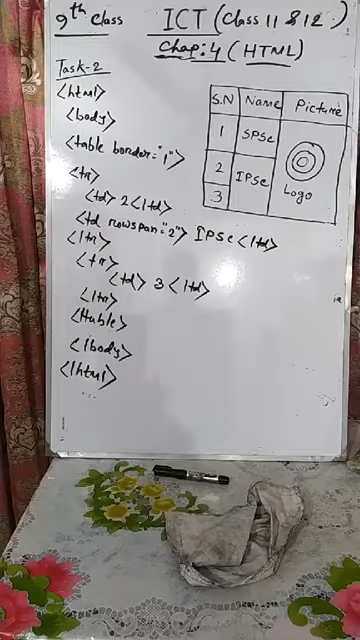 9th class ICT (Class 11 & 12)
Chap: 4 (HTML)
Task-2
<html>
<body>
<table border="1">
<tr>
<td> 2 </td>
<td rowspan="2"> IPSC </td>
</tr>
<tr>
<td> 3 </td>
</tr>
</table>
</body>
</html>
S.N Name Picture
1 SPSC
2 IPSC
3
Logo